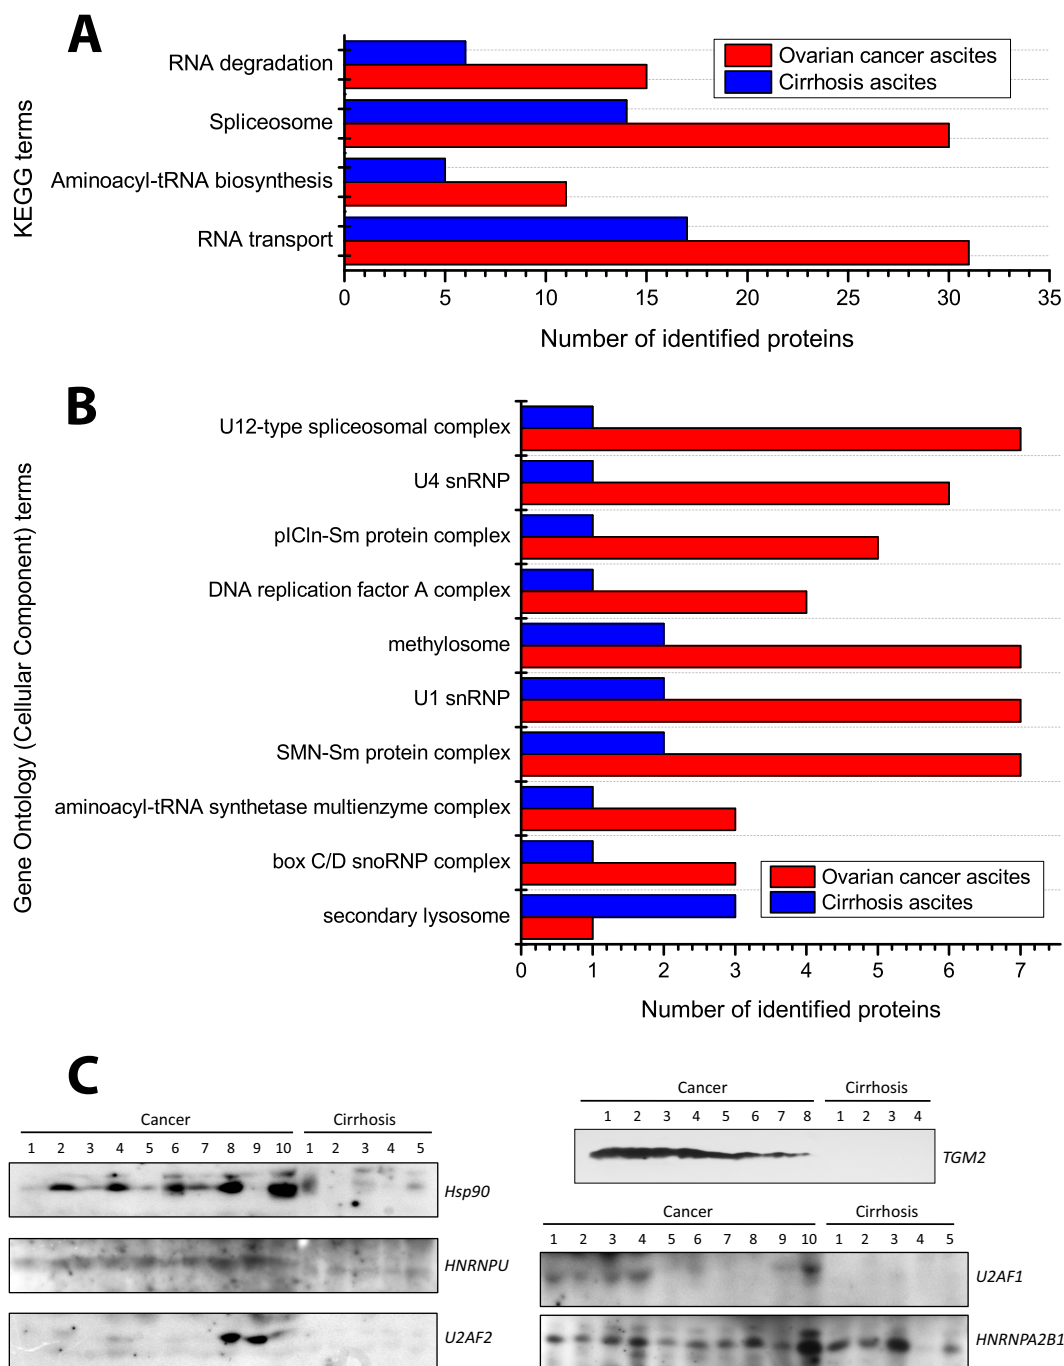 A
KEGG terms
RNA degradation
Spliceosome
Aminoacyl-tRNA biosynthesis
RNA transport
Ovarian cancer ascites
Cirrhosis ascites
0 5 10 15 20 25 30 35
Number of identified proteins
B
Gene Ontology (Cellular Component) terms
U12-type spliceosomal complex
U4 snRNP
pICln-Sm protein complex
DNA replication factor A complex
methylosome
U1 snRNP
SMN-Sm protein complex
aminoacyl-tRNA synthetase multienzyme complex
box C/D snoRNP complex
secondary lysosome
Ovarian cancer ascites
Cirrhosis ascites
0 1 2 3 4 5 6 7
Number of identified proteins
C
Cancer Cirrhosis
1 2 3 4 5 6 7 8 9 10 1 2 3 4 5
Hsp90
HNRNPU
U2AF2
Cancer Cirrhosis
1 2 3 4 5 6 7 8 1 2 3 4
TGM2
Cancer Cirrhosis
1 2 3 4 5 6 7 8 9 10 1 2 3 4 5
U2AF1
HNRNPA2B1